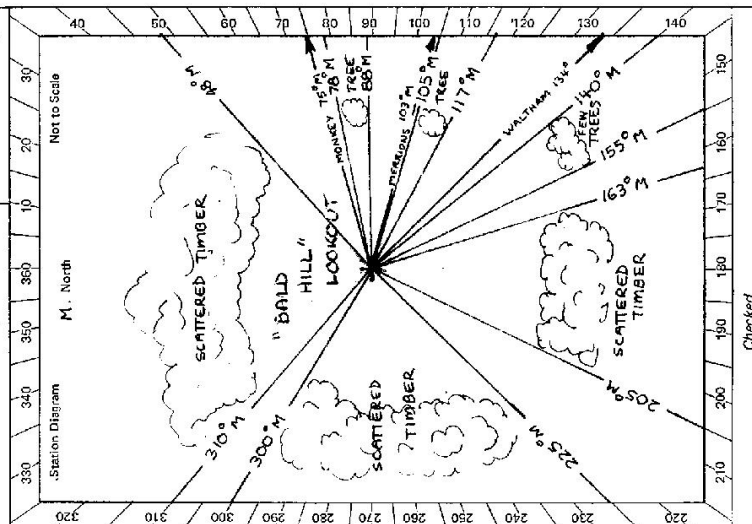 40 50 60 70 80 90 100 110 120 130 140
30 20 10 360 350 340 330
150 160 170 180 190 200 210
320 310 300 290 280 270 260 250 240 230 220
Not to Scale
M. North
Station Diagram
Checked
48° M
MONKEY 75° M
78° M
TREE
88° M
MERRIONS 103° M
105° M
TREE
117° M
WALTHAM 134°
140° M
FEW
TREES
155° M
163° M
SCATTERED TIMBER
"BALD
HILL"
LOOKOUT
SCATTERED
TIMBER
205° M
SCATTERED
TIMBER
225° M
300° M
310° M